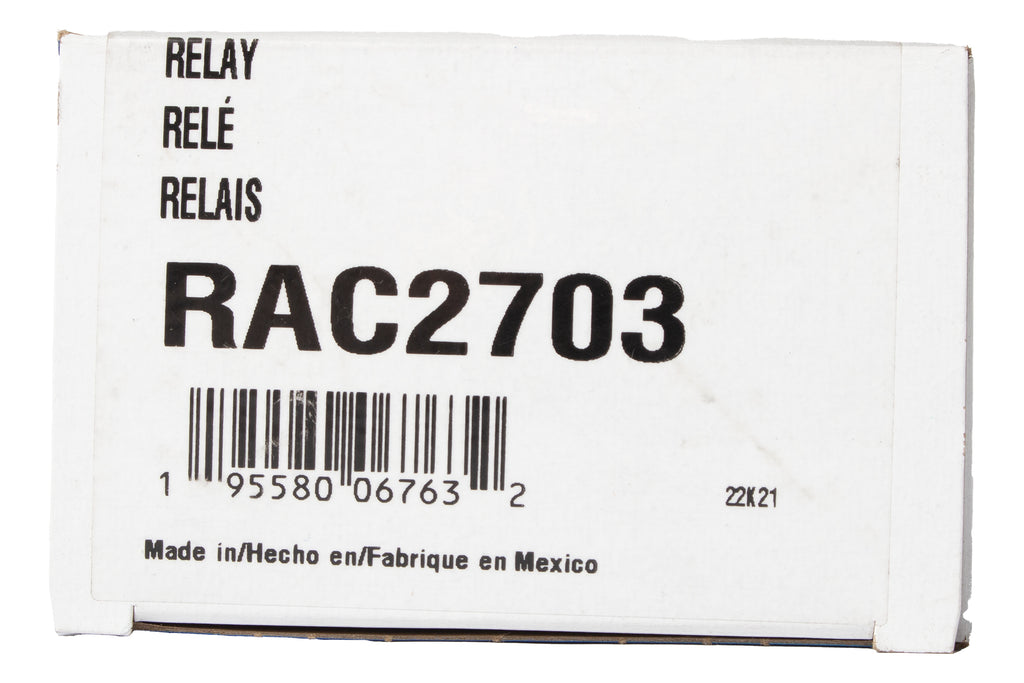 RELAY
RELÉ
RELAIS
RAC2703
1 95580 06763 2
22K21
Made in/Hecho en/Fabrique en Mexico